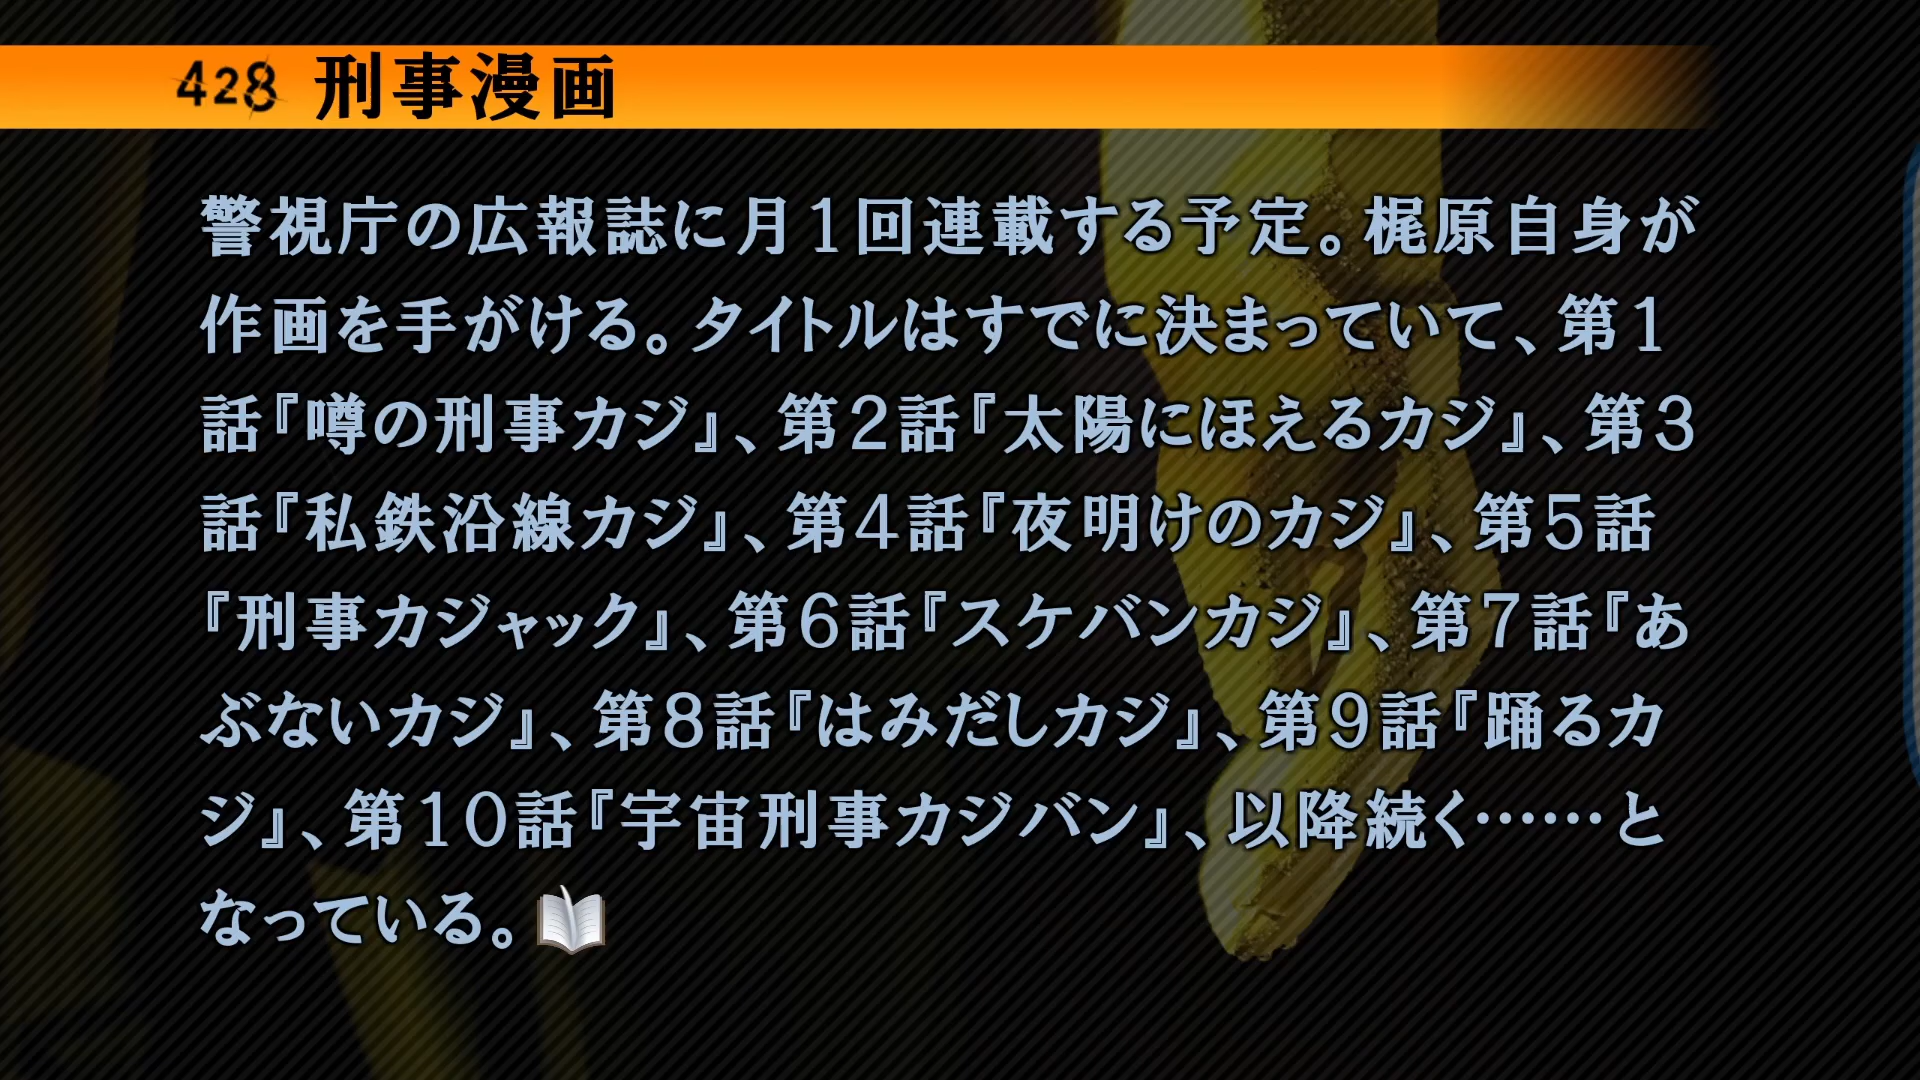 428 刑事漫画
警視庁の広報誌に月1回連載する予定。梶原自身が
作画を手がける。タイトルはすでに決まっていて、第1
話『噂の刑事カジ』、第2話『太陽にほえるカジ』、第3
話『私鉄沿線カジ』、第4話『夜明けのカジ』、第5話
『刑事カジャック』、第6話『スケバンカジ』、第7話『あ
ぶないカジ』、第8話『はみだしカジ』、第9話『踊るカ
ジ』、第10話『宇宙刑事カジバン』、以降続く……と
なっている。